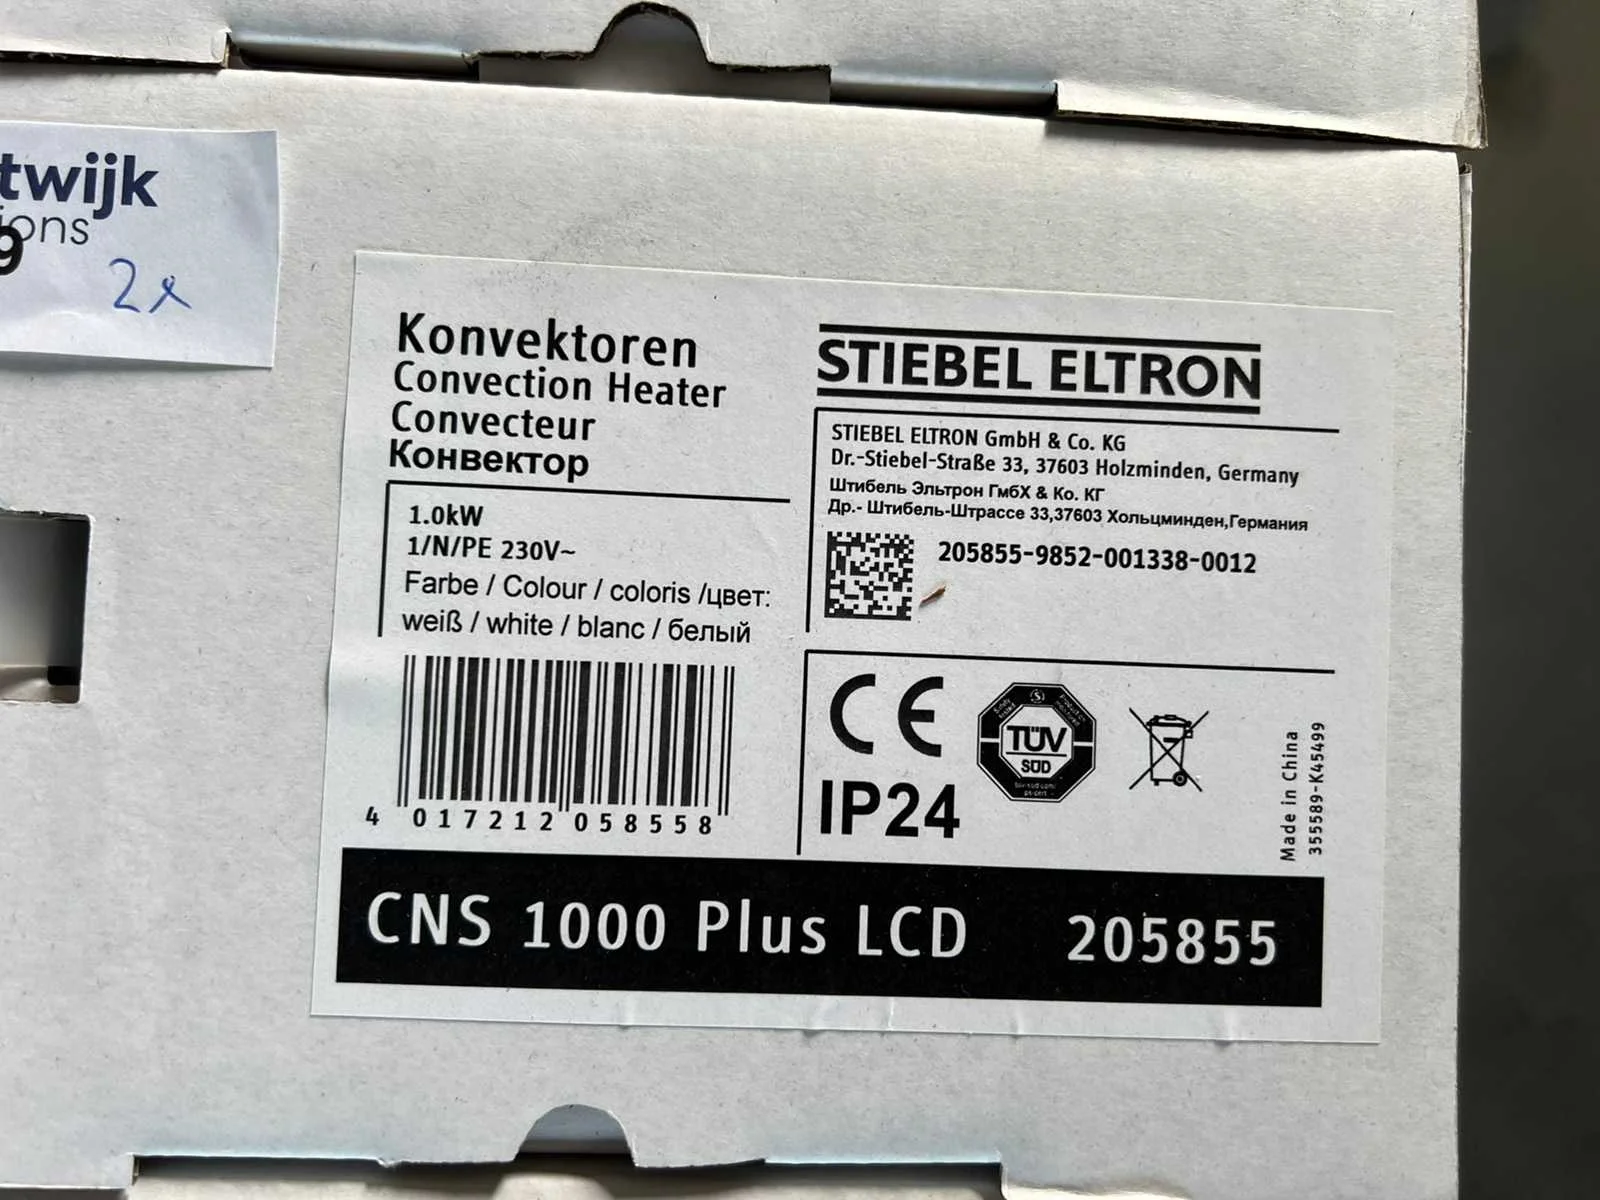 twijk
ions
9
2x
Konvektoren
Convection Heater
Convecteur
Конвектор
1.0kW
1/N/PE 230V~
Farbe / Colour / coloris /цвет:
weiß / white / blanc / белый
4 017212 058558
STIEBEL ELTRON
STIEBEL ELTRON GmbH & Co. KG
Dr.-Stiebel-Straße 33, 37603 Holzminden, Germany
Штибель Эльтрон ГмбХ & Ко. КГ
Др.- Штибель-Штрассе 33,37603 Хольцминден,Германия
205855-9852-001338-0012
CE
TÜV
SÜD
IP24
Made in China
355589-K45499
CNS 1000 Plus LCD 205855